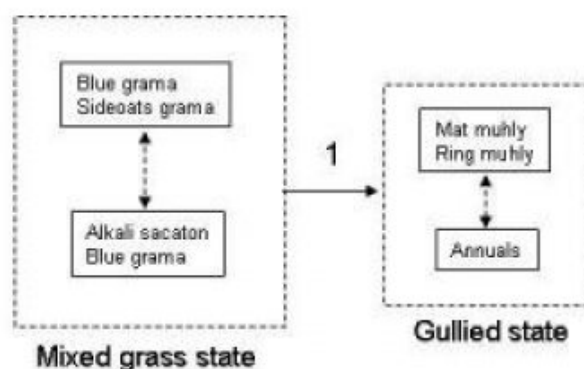 Blue grama
Sideoats grama
Alkali sacaton
Blue grama
Mixed grass state
1
Mat muhly
Ring muhly
Annuals
Gullied state